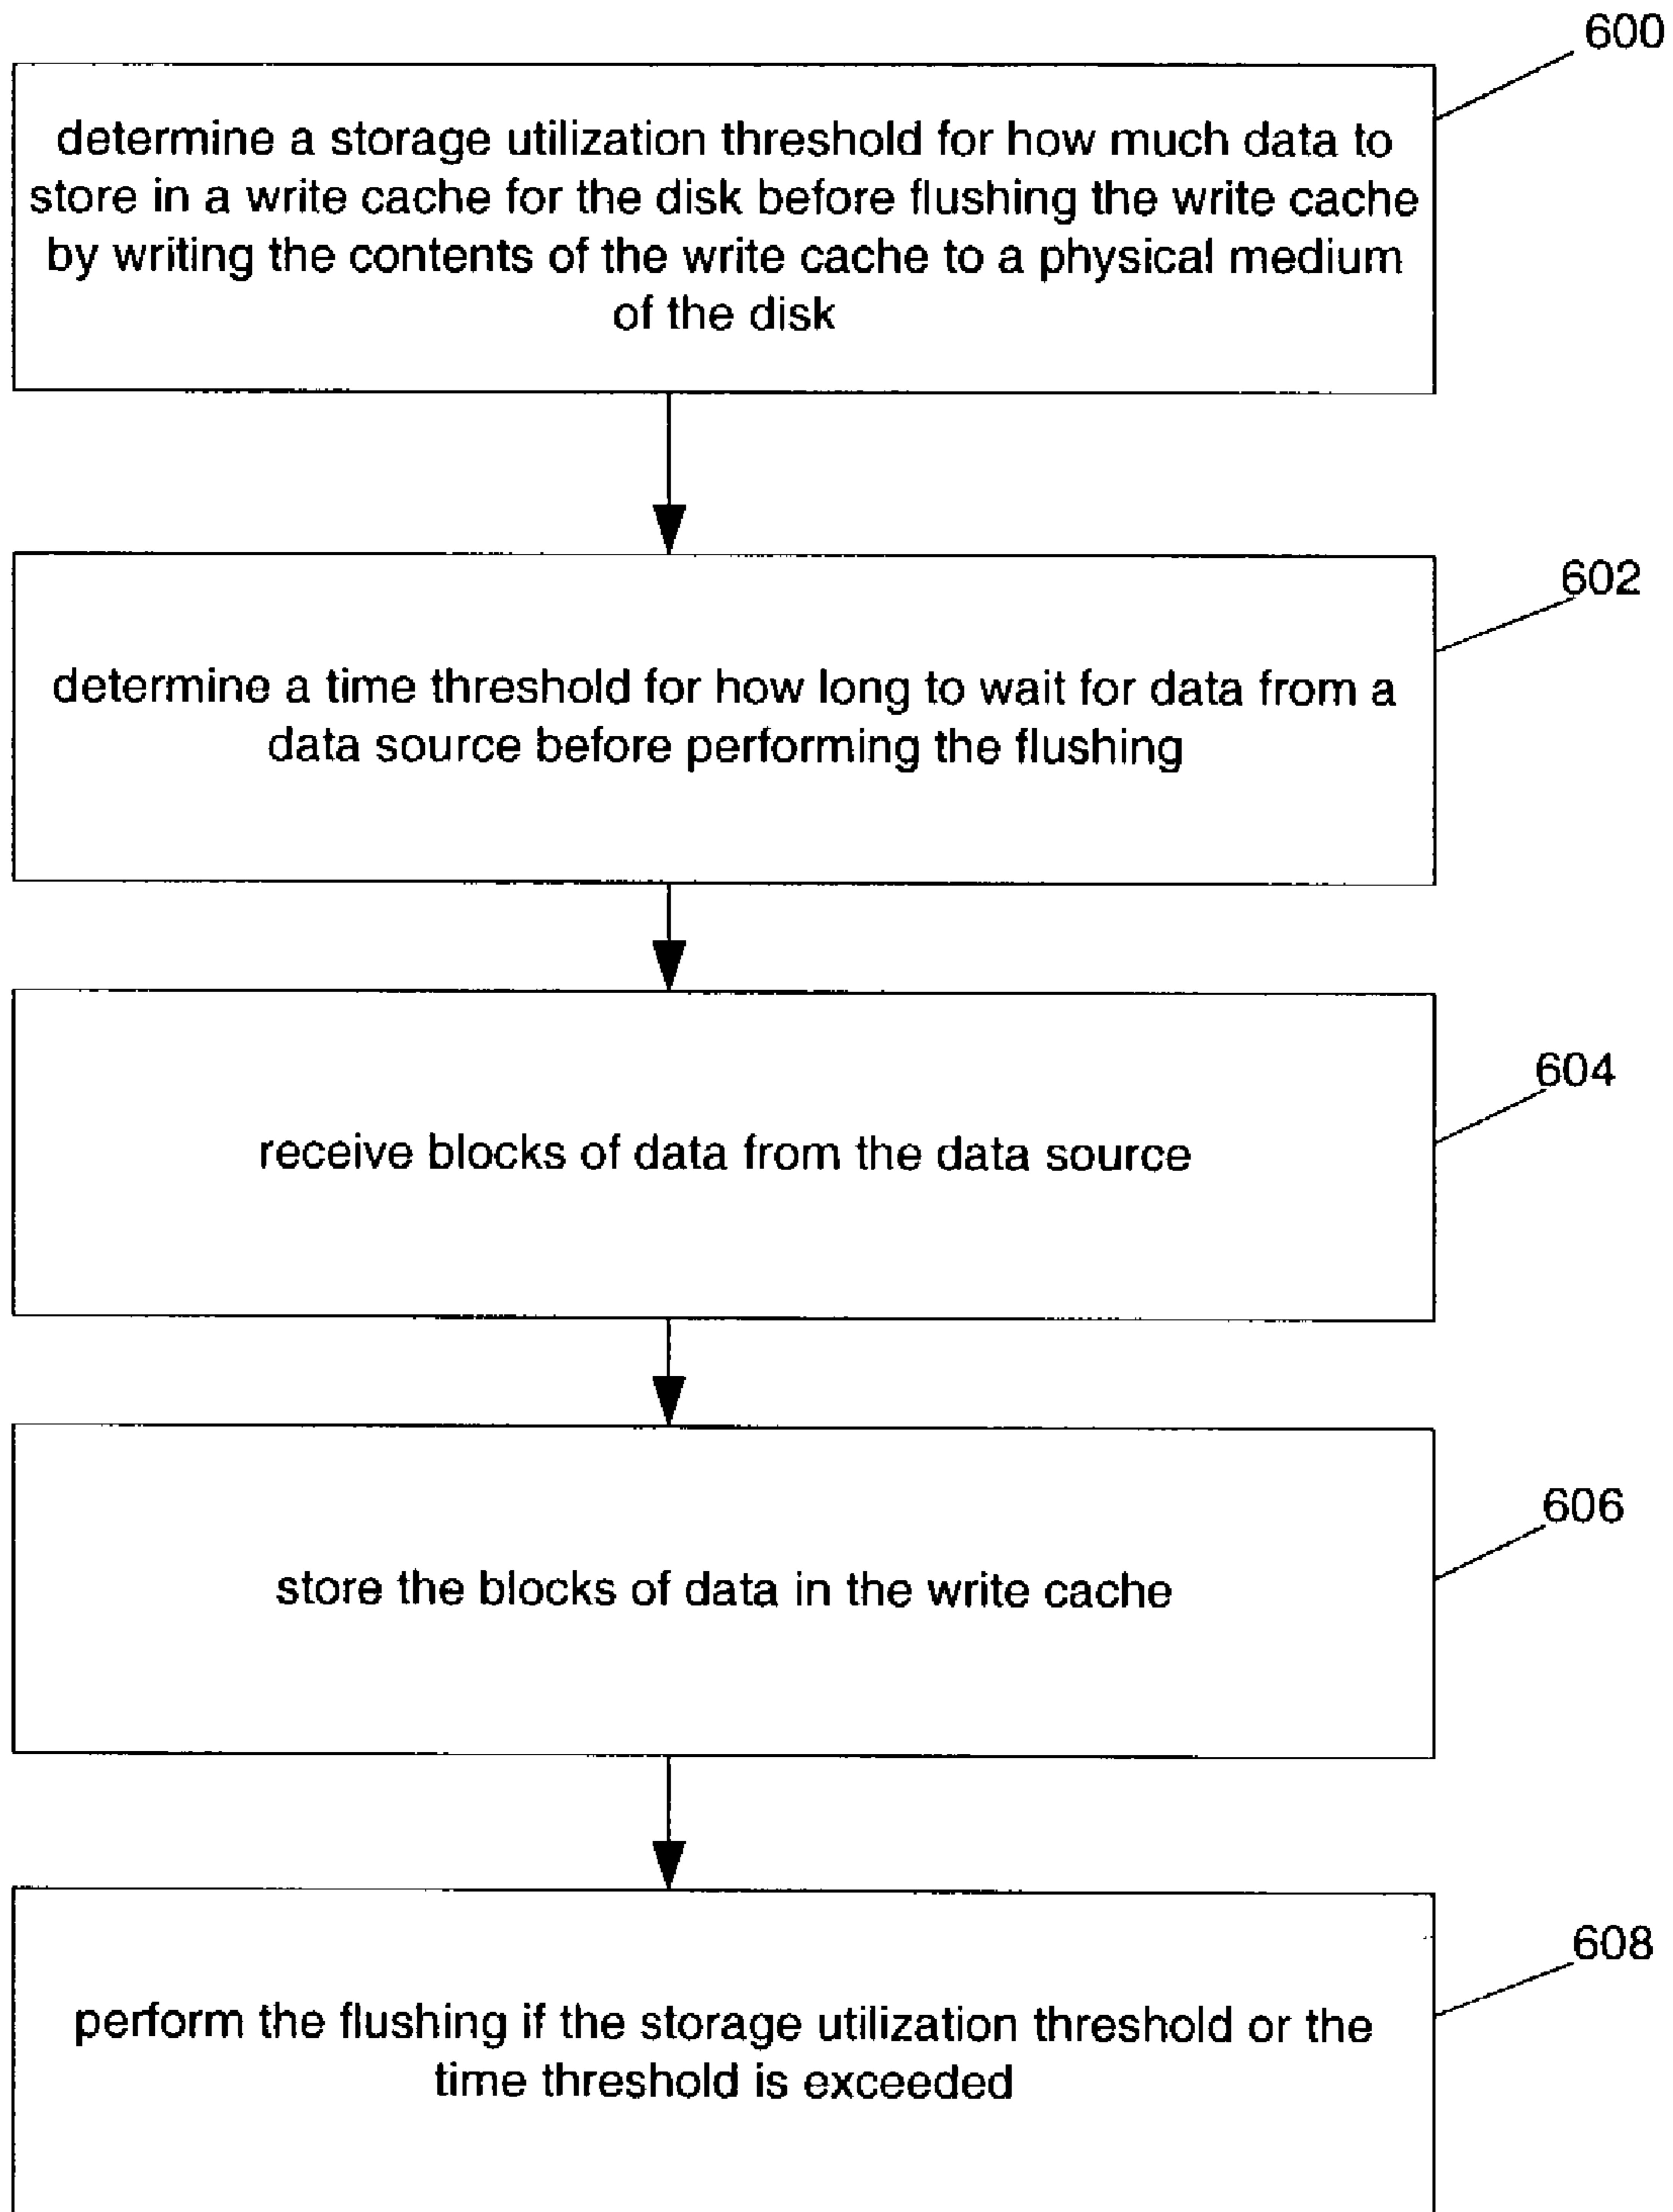 600
determine a storage utilization threshold for how much data to
store in a write cache for the disk before flushing the write cache
by writing the contents of the write cache to a physical medium
of the disk
602
determine a time threshold for how long to wait for data from a
data source before performing the flushing
604
receive blocks of data from the data source
606
store the blocks of data in the write cache
608
perform the flushing if the storage utilization threshold or the
time threshold is exceeded